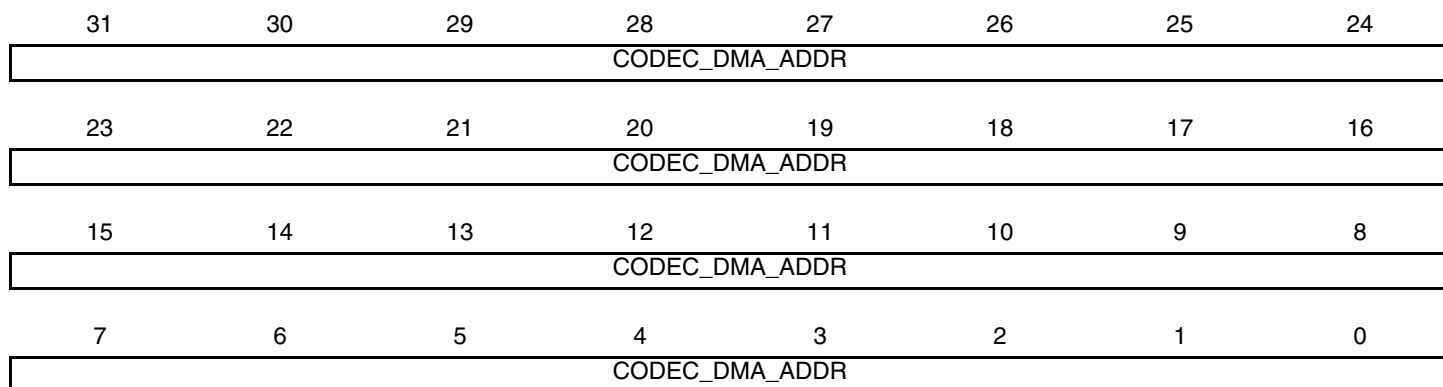 31 30 29 28 27 26 25 24
CODEC_DMA_ADDR
23 22 21 20 19 18 17 16
CODEC_DMA_ADDR
15 14 13 12 11 10 9 8
CODEC_DMA_ADDR
7 6 5 4 3 2 1 0
CODEC_DMA_ADDR